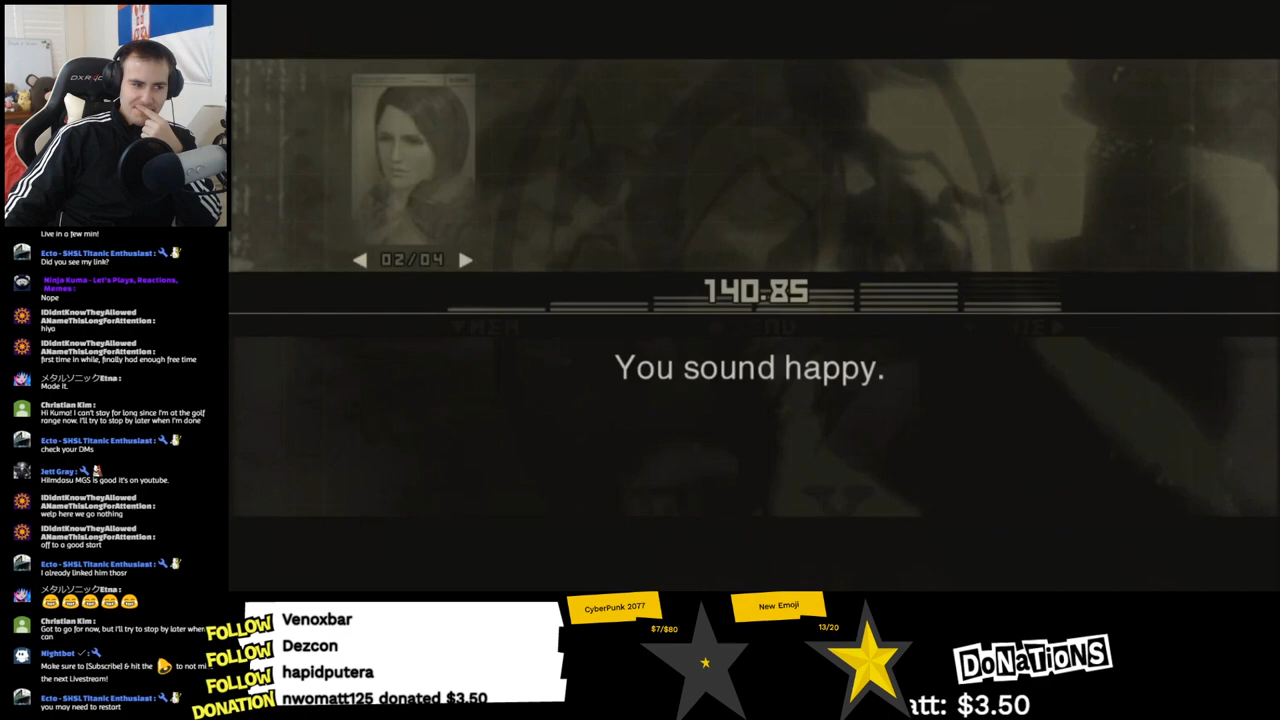 DXRAC
02/04
140.85
You sound happy.
Live in a few min!
Ecto - SHSL Titanic Enthusiast :
Did you see my link?
Ninja Kuma - Let's Plays, Reactions,
Memes :
Nope
IDidntKnowTheyAllowed
ANameThisLongForAttention :
hiya
IDidntKnowTheyAllowed
ANameThisLongForAttention :
first time in while, finally had enough free time
メタルソニックEtna :
Made it.
Christian Kim :
Hi Kuma! I can't stay for long since I'm at the golf
range now. I'll try to stop by later when I'm done
Ecto - SHSL Titanic Enthusiast :
check your DMs
Jett Gray :
HiImdasu MGS is good it's on youtube.
IDidntKnowTheyAllowed
ANameThisLongForAttention :
welp here we go nothing
IDidntKnowTheyAllowed
ANameThisLongForAttention :
off to a good start
Ecto - SHSL Titanic Enthusiast :
I already linked him thosr
メタルソニックEtna :
Christian Kim :
Got to go for now, but I'll try to stop by later when
can
Nightbot ✓ :
Make sure to [Subscribe] & hit the to not mi
the next Livestream!
Ecto - SHSL Titanic Enthusiast :
you may need to restart
FOLLOW Venoxbar
FOLLOW Dezcon
FOLLOW hapidputera
DONATION nwomatt125 donated $3.50
CyberPunk 2077
$7/$80
New Emoji
13/20
DONATIONS
att: $3.50